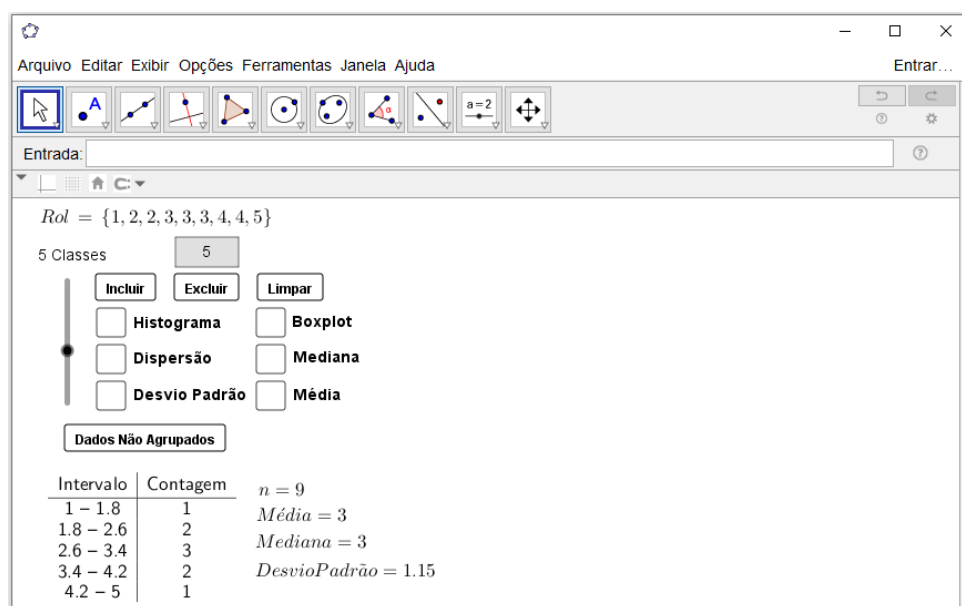 Arquivo Editar Exibir Opções Ferramentas Janela Ajuda Entrar...
A α a=2
Entrada:
Rol = {1, 2, 2, 3, 3, 3, 4, 4, 5}
5 Classes 5
Incluir Excluir Limpar
Histograma Boxplot
Dispersão Mediana
Desvio Padrão Média
Dados Não Agrupados
Intervalo Contagem
1 – 1.8 1
1.8 – 2.6 2
2.6 – 3.4 3
3.4 – 4.2 2
4.2 – 5 1
n = 9
Média = 3
Mediana = 3
DesvioPadrão = 1.15